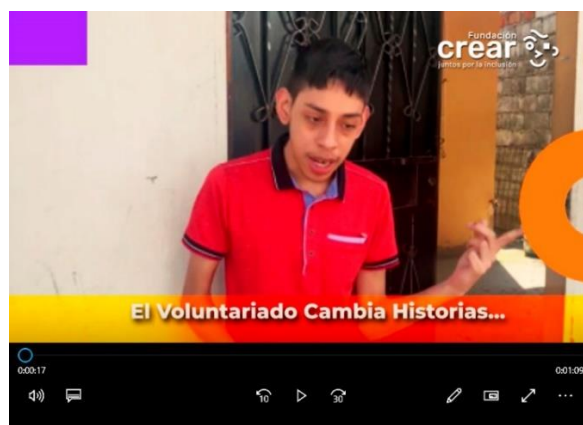 Fundación
crear
juntos por la inclusión
El Voluntariado Cambia Historias...
0:00:17
0:01:09
10
30